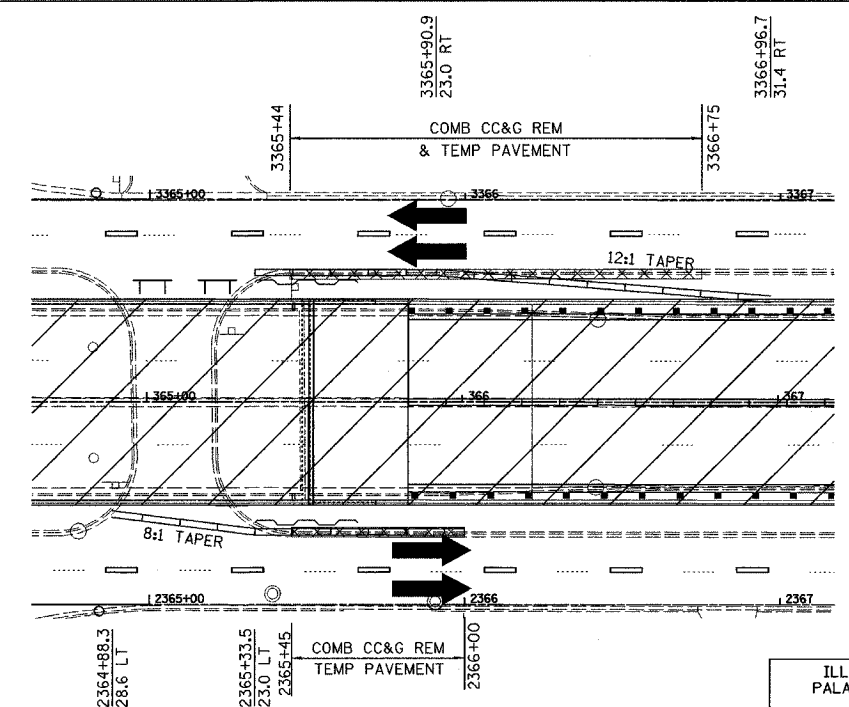 3365+90.9
23.0 RT
3366+96.7
31.4 RT
3365+44
COMB CC&G REM
& TEMP PAVEMENT
3366+75
3365+00
3366
3367
12:1 TAPER
365+00
366
367
8:1 TAPER
2365+00
2366
2367
2364+88.3
28.6 LT
2365+33.5
23.0 LT
2365+45
COMB CC&G REM
TEMP PAVEMENT
2366+00
ILL
PALA